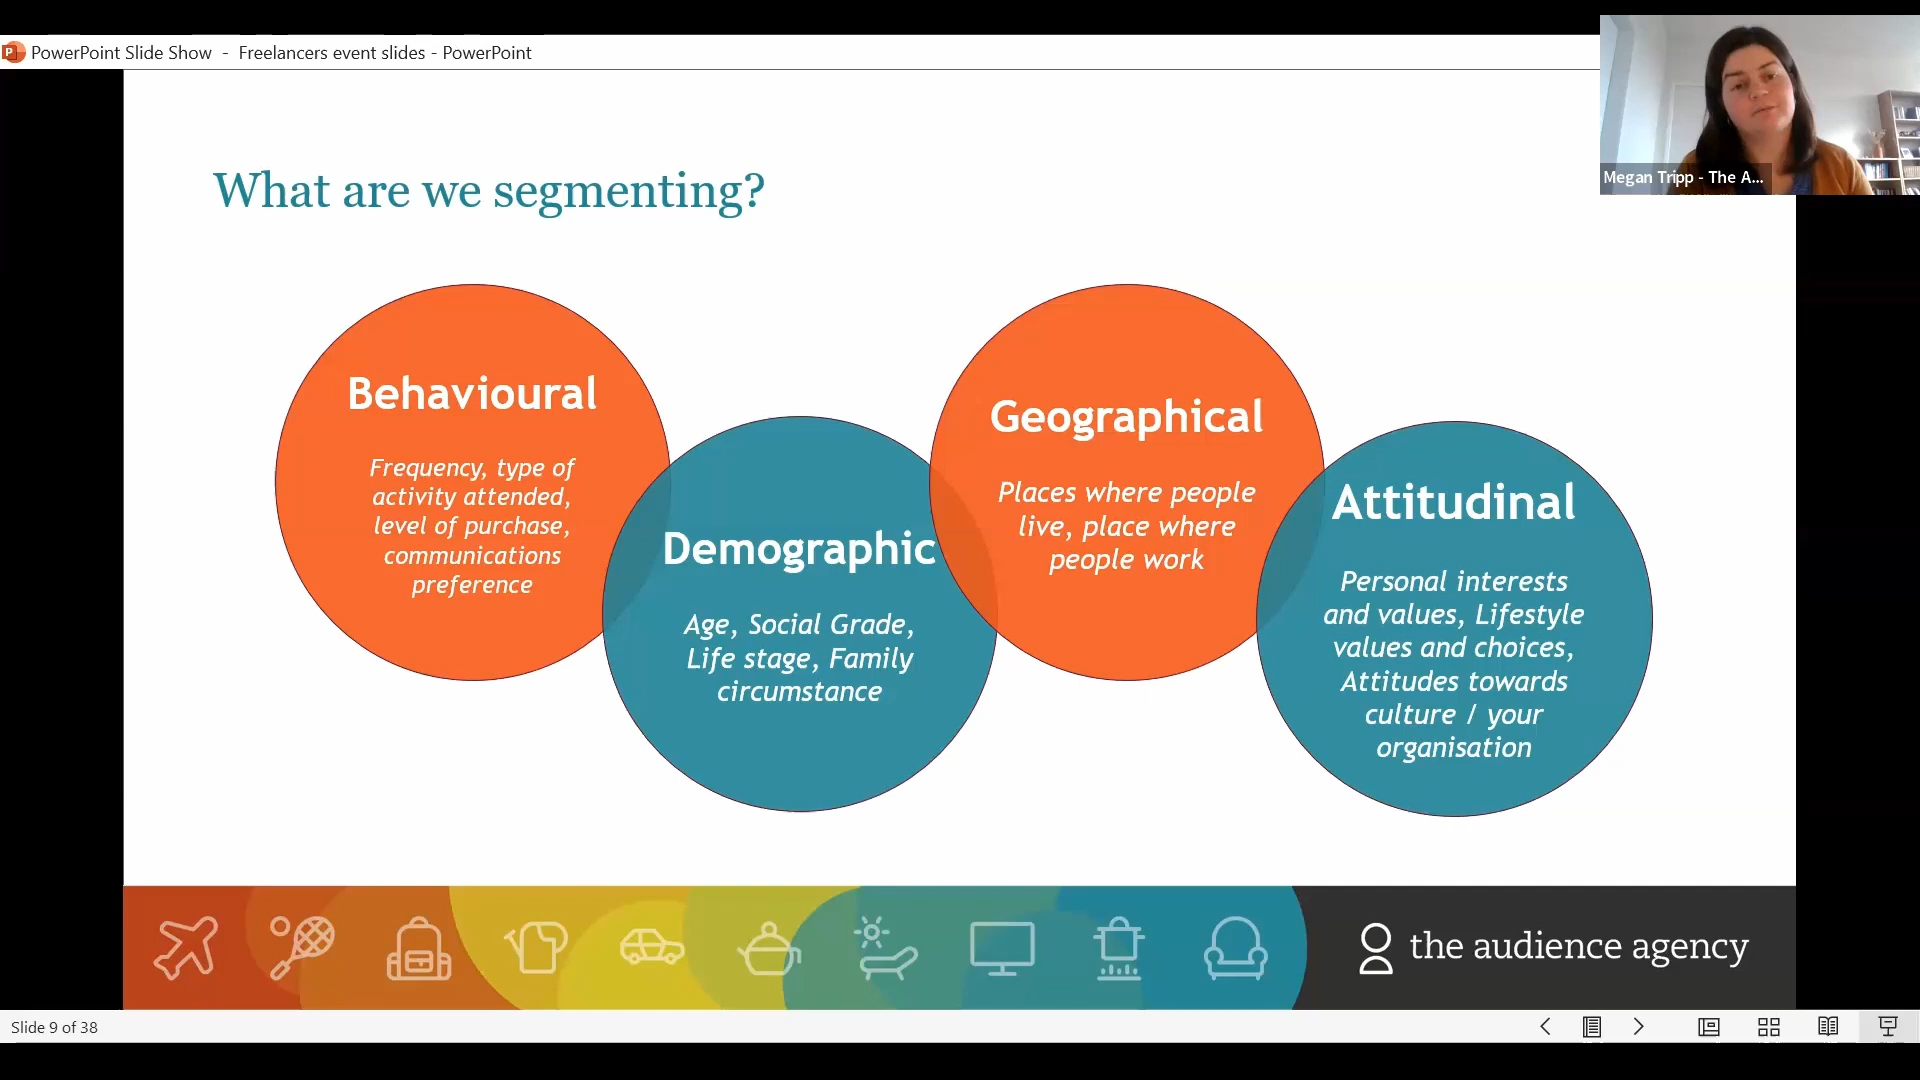 PowerPoint Slide Show - Freelancers event slides - PowerPoint
Megan Tripp - The A...
What are we segmenting?
Behavioural
Frequency, type of
activity attended,
level of purchase,
communications
preference
Demographic
Age, Social Grade,
Life stage, Family
circumstance
Geographical
Places where people
live, place where
people work
Attitudinal
Personal interests
and values, Lifestyle
values and choices,
Attitudes towards
culture / your
organisation
the audience agency
Slide 9 of 38